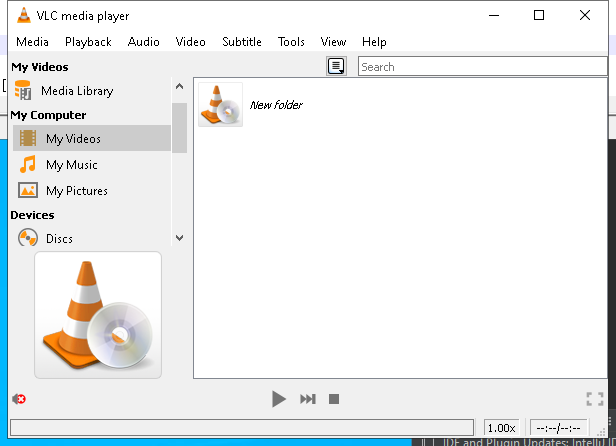 VLC media player
Media Playback Audio Video Subtitle Tools View Help
My Videos
Search
Media Library
My Computer
My Videos
My Music
My Pictures
Devices
Discs
New folder
1.00x --:--/--:--
IDE and Plugin Updates: IntelliJ